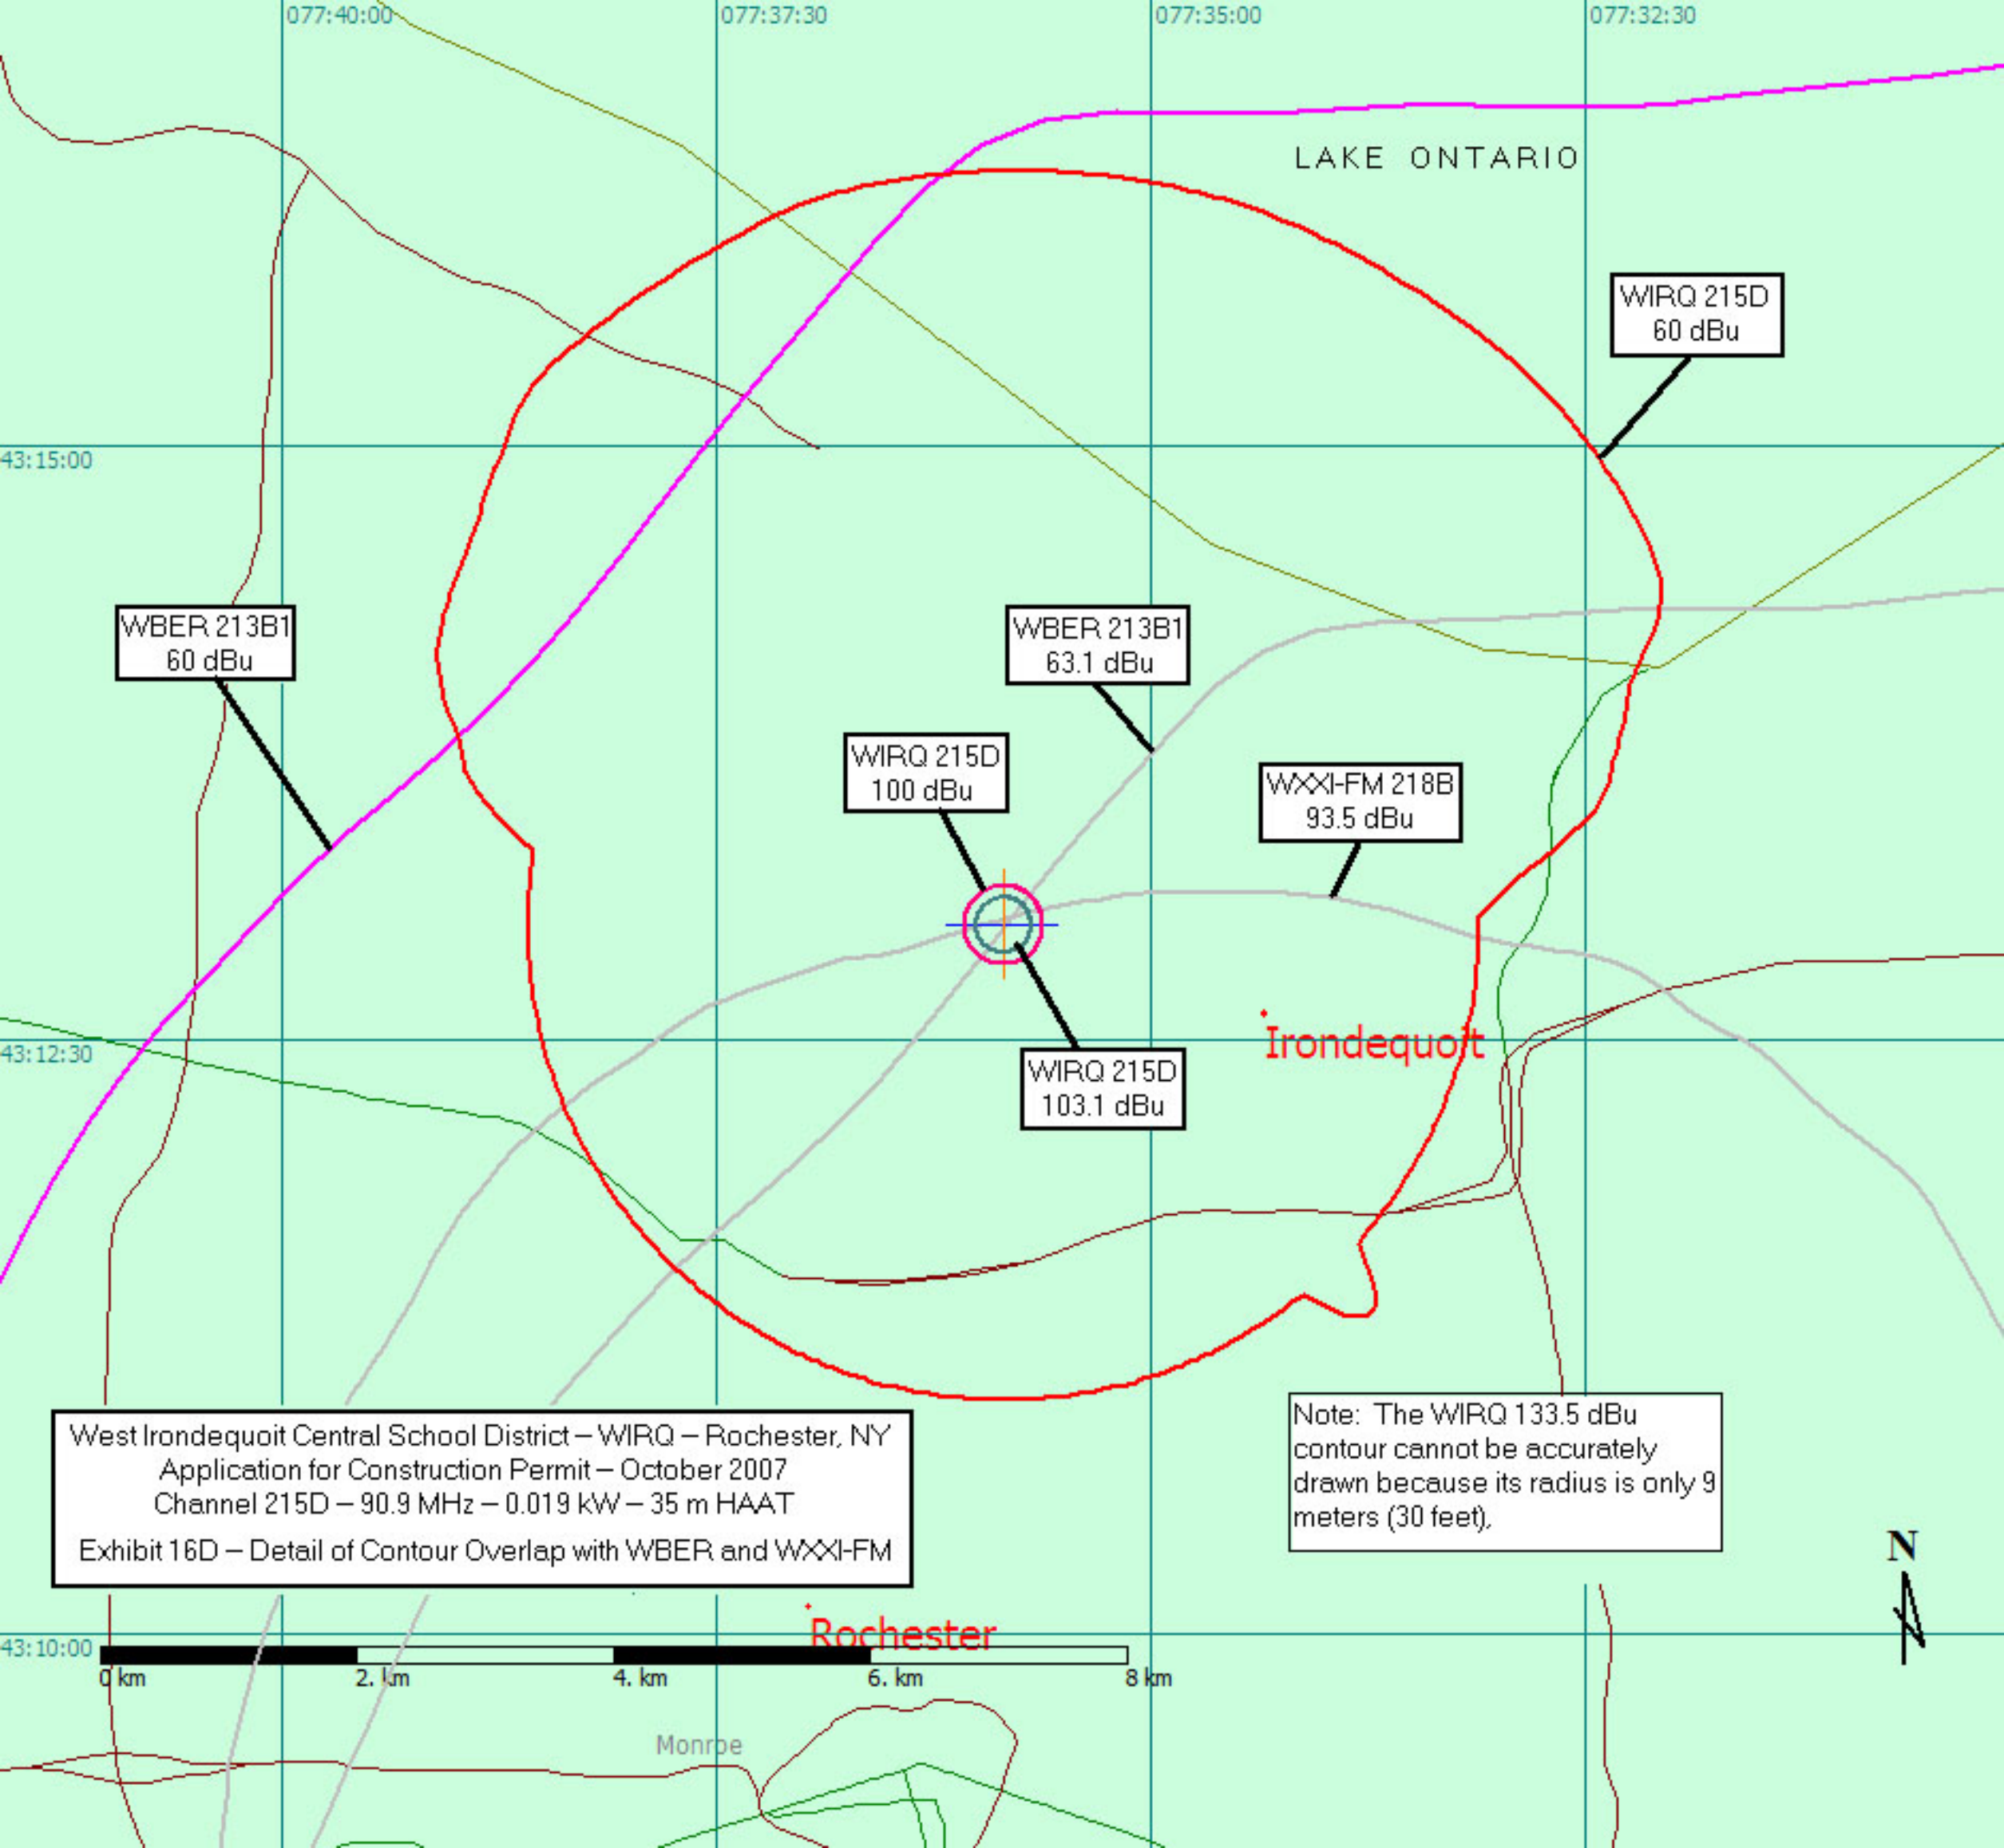 077:40:00
077:37:30
077:35:00
077:32:30
LAKE ONTARIO
WIRQ 215D
60 dBu
43:15:00
WBER 213B1
60 dBu
WBER 213B1
63.1 dBu
WIRQ 215D
100 dBu
WXXI-FM 218B
93.5 dBu
Irondequoit
43:12:30
WIRQ 215D
103.1 dBu
West Irondequoit Central School District – WIRQ – Rochester, NY
Application for Construction Permit – October 2007
Channel 215D – 90.9 MHz – 0.019 kW – 35 m HAAT
Exhibit 16D – Detail of Contour Overlap with WBER and WXXI-FM
Note: The WIRQ 133.5 dBu
contour cannot be accurately
drawn because its radius is only 9
meters (30 feet),
N
Rochester
43:10:00
0 km 2. km 4. km 6. km 8 km
Monroe